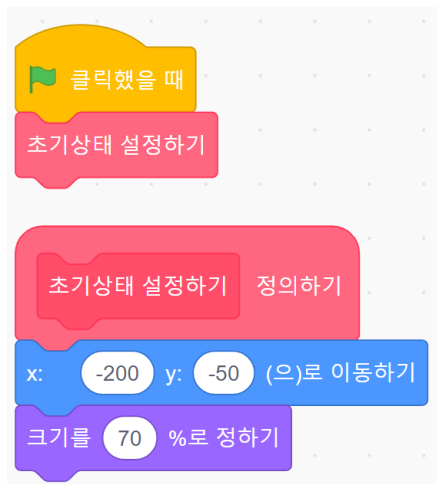 클릭했을 때
초기상태 설정하기
초기상태 설정하기 정의하기
x: -200 y: -50 (으)로 이동하기
크기를 70 %로 정하기